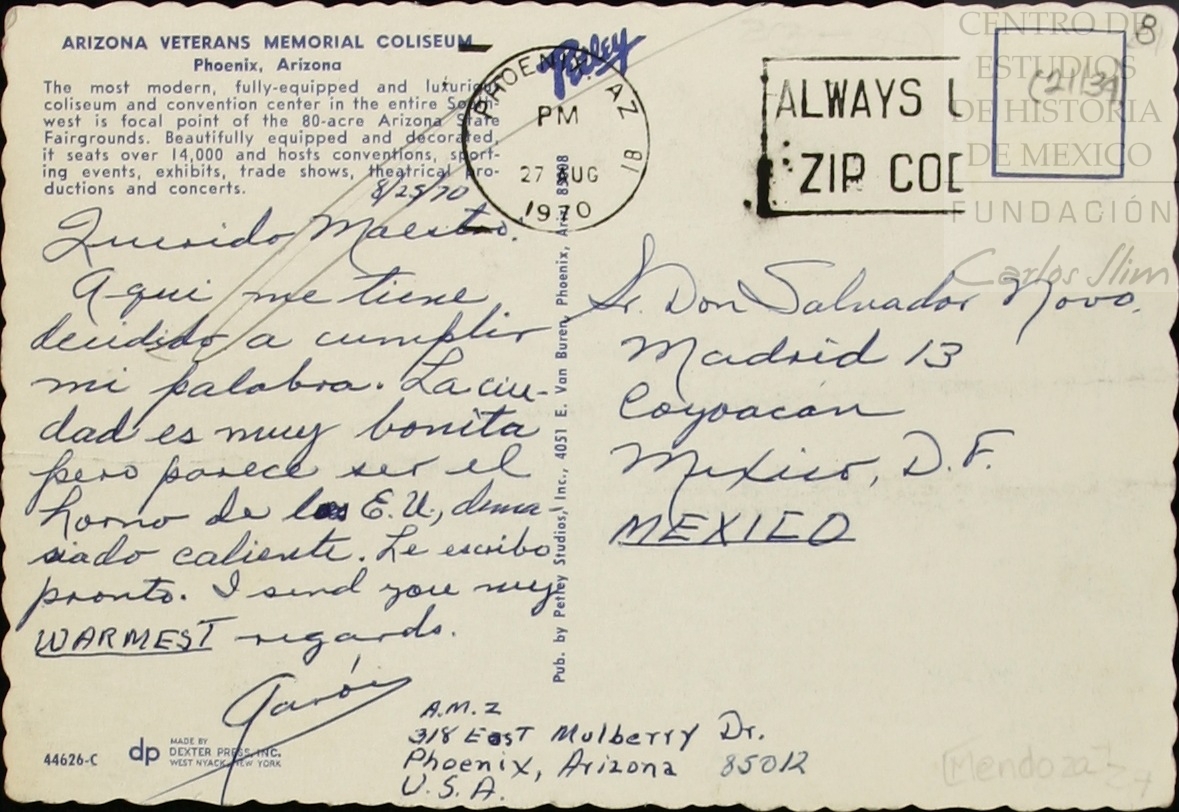 ARIZONA VETERANS MEMORIAL COLISEUM
Phoenix, Arizona
The most modern, fully-equipped and luxurious
coliseum and convention center in the entire South-
west is focal point of the 80-acre Arizona State
Fairgrounds. Beautifully equipped and decorated,
it seats over 14,000 and hosts conventions, sport-
ing events, exhibits, trade shows, theatrical pro-
ductions and concerts.
8/25/70
Querido Maestro.
Aqui me tiene
decidido a cumplir
mi palabra. La ciu-
dad es muy bonita
pero parece ser el
horno de los E.U., dema
siado caliente. Le escribo
pronto. I send you my
WARMEST regards.
A.M.Z
318 East Mulberry Dr.
Phoenix, Arizona 85012
U.S.A.
44626-C
dp
MADE BY
DEXTER PRESS, INC.
WEST NYACK, NEW YORK
Petley
Pub. by Petley Studios, Inc., 4051 E. Van Buren, Phoenix, Ariz. 85008
PHOENIX AZ
PM
27 AUG
1970
ALWAYS U
ZIP COD
B
(2113)
CENTRO DE
ESTUDIOS
DE HISTORIA
DE MEXICO
FUNDACIÓN
Carlos Slim
Sr. Don Salvador Novo.
Madrid 13
Coyoacán
Mexico, D.F.
MEXICO
[Mendoza